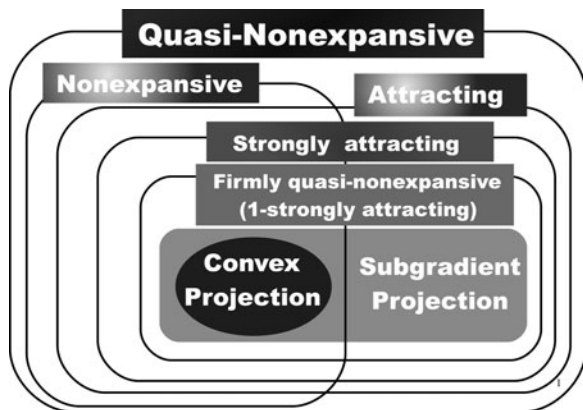 Quasi-Nonexpansive
Nonexpansive
Attracting
Strongly attracting
Firmly quasi-nonexpansive
(1-strongly attracting)
Convex
Projection
Subgradient
Projection